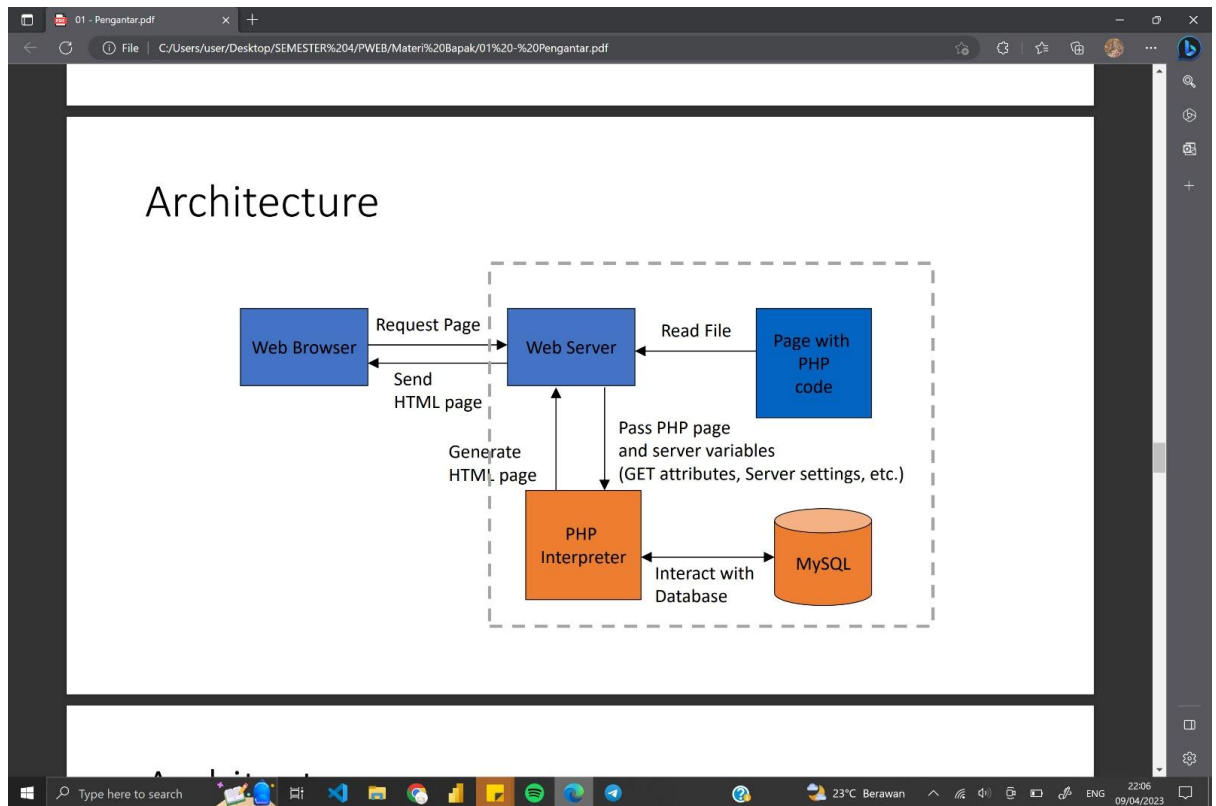 01 - Pengantar.pdf
File
C:/Users/user/Desktop/SEMESTER%204/PWEB/Materi%20Bapak/01%20-%20Pengantar.pdf
Architecture
Web Browser
Request Page
Send
HTML page
Web Server
Read File
Page with
PHP
code
Generate
HTML page
Pass PHP page
and server variables
(GET attributes, Server settings, etc.)
PHP
Interpreter
Interact with
Database
MySQL
Type here to search
23°C Berawan
ENG
22:06
09/04/2023